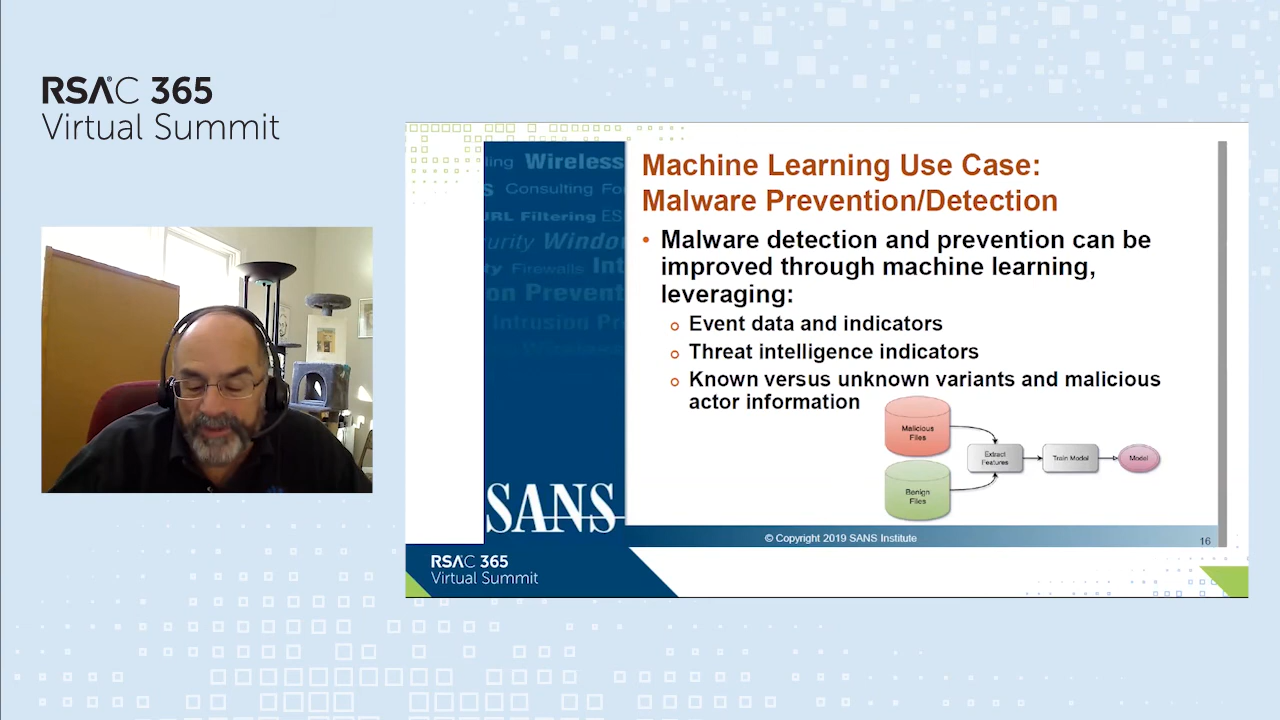 RSAC 365
Virtual Summit
Wireless
Consulting
URL Filtering
Firewalls
Machine Learning Use Case:
Malware Prevention/Detection
• Malware detection and prevention can be
improved through machine learning,
leveraging:
Event data and indicators
Threat intelligence indicators
Known versus unknown variants and malicious
actor information
Malicious
Files
Benign
Files
Extract
Features
Train Model
Model
SANS
© Copyright 2019 SANS Institute
16
RSAC 365
Virtual Summit